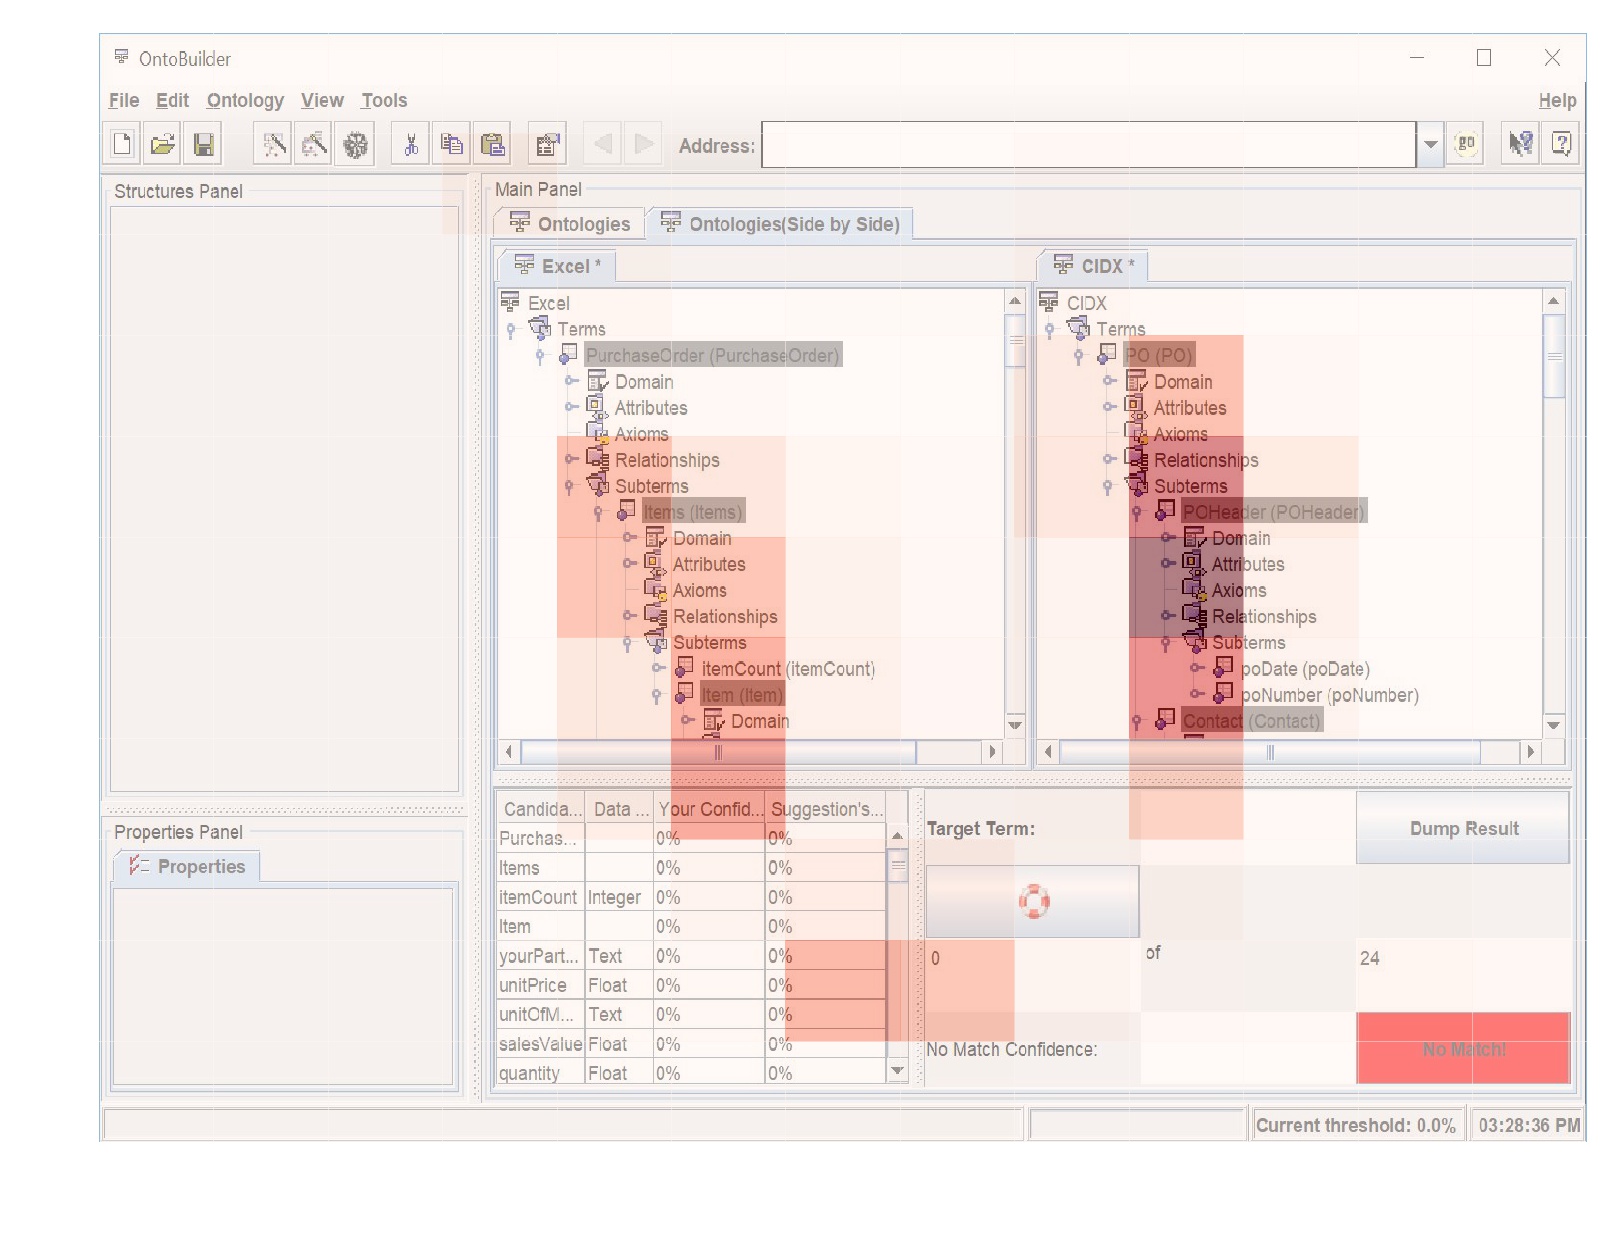 OntoBuilder
File Edit Ontology View Tools Help
Address: go
Structures Panel
Main Panel
Ontologies Ontologies(Side by Side)
Excel * CIDX *
Excel
Terms
PurchaseOrder (PurchaseOrder)
Domain
Attributes
Axioms
Relationships
Subterms
Items (Items)
Domain
Attributes
Axioms
Relationships
Subterms
itemCount (itemCount)
Item (Item)
Domain
CIDX
Terms
PO (PO)
Domain
Attributes
Axioms
Relationships
Subterms
POHeader (POHeader)
Domain
Attributes
Axioms
Relationships
Subterms
poDate (poDate)
poNumber (poNumber)
Contact (Contact)
Properties Panel
Properties
Candida... Data ... Your Confid... Suggestion's...
Purchas... 0% 0%
Items 0% 0%
itemCount Integer 0% 0%
Item 0% 0%
yourPart... Text 0% 0%
unitPrice Float 0% 0%
unitOfM... Text 0% 0%
salesValue Float 0% 0%
quantity Float 0% 0%
Target Term: Dump Result
0 of 24
No Match Confidence: No Match!
Current threshold: 0.0% 03:28:36 PM